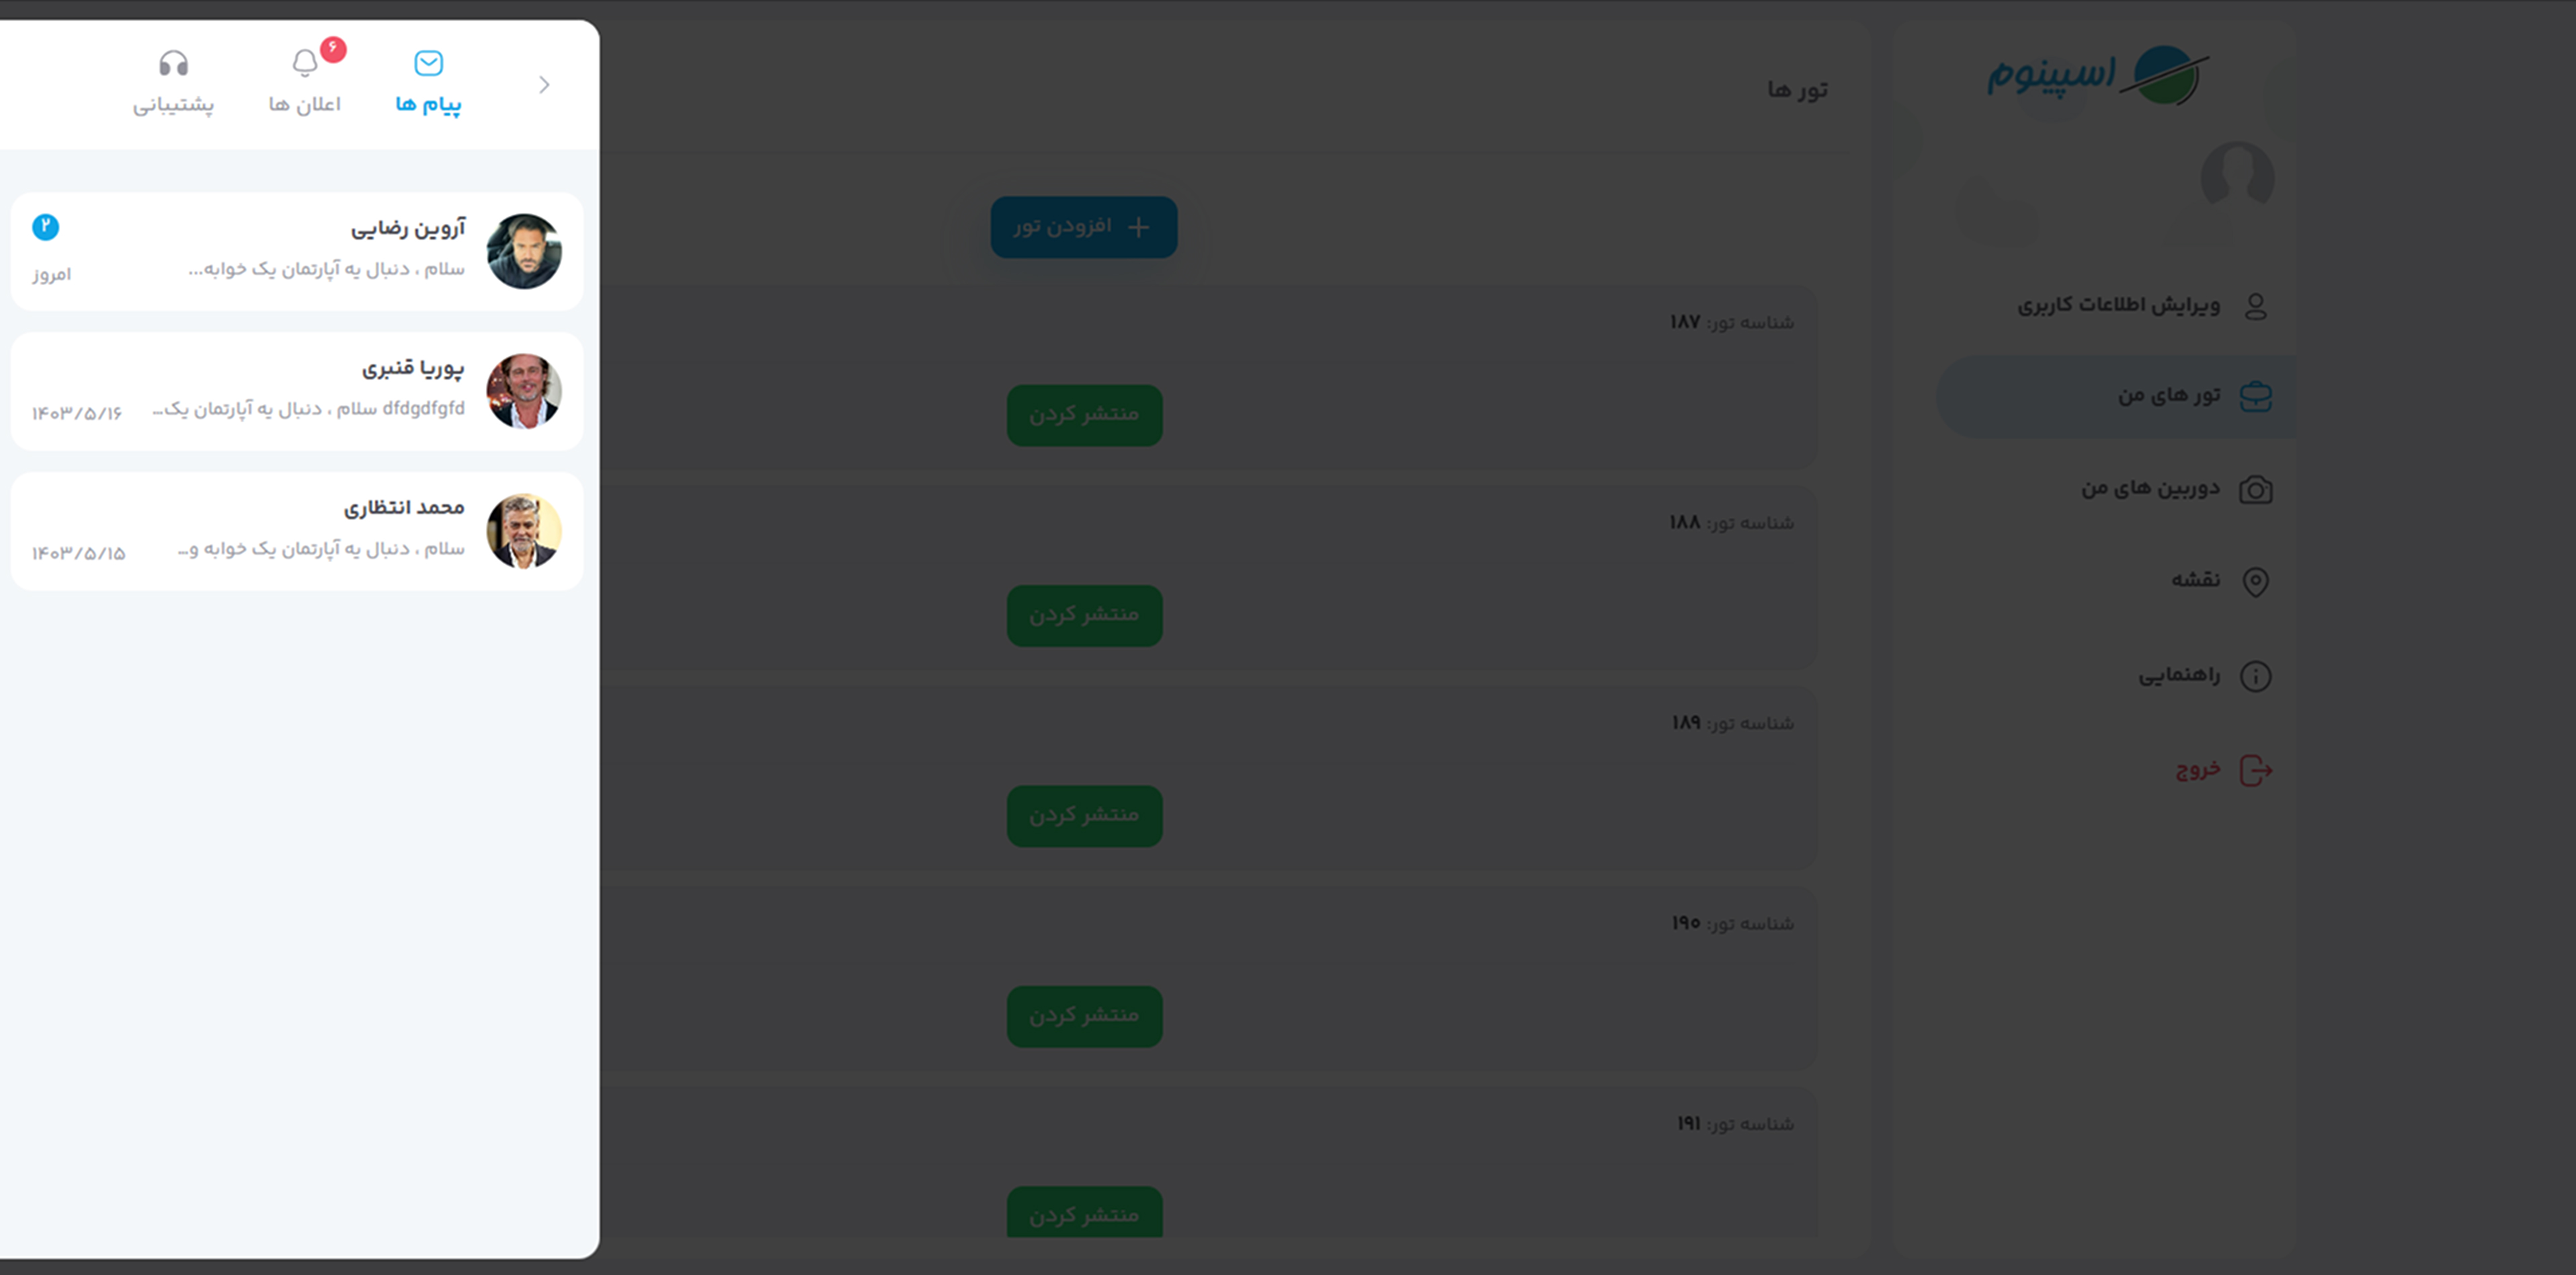 اسپینوم
ویرایش اطلاعات کاربری
تور های من
دوربین های من
نقشه
راهنمایی
خروج
تور ها
افزودن تور
شناسه تور: ۱۸۷
منتشر کردن
شناسه تور: ۱۸۸
منتشر کردن
شناسه تور: ۱۸۹
منتشر کردن
شناسه تور: ۱۹۰
منتشر کردن
شناسه تور: ۱۹۱
منتشر کردن
پیام ها
اعلان ها
۶
پشتیبانی
آروین رضایی
۲
سلام ، دنبال یه آپارتمان یک خوابه...
امروز
پوریا قنبری
dfdgdfgfd سلام ، دنبال یه آپارتمان یک...
۱۴۰۳/۵/۱۶
محمد انتظاری
سلام ، دنبال یه آپارتمان یک خوابه و...
۱۴۰۳/۵/۱۵